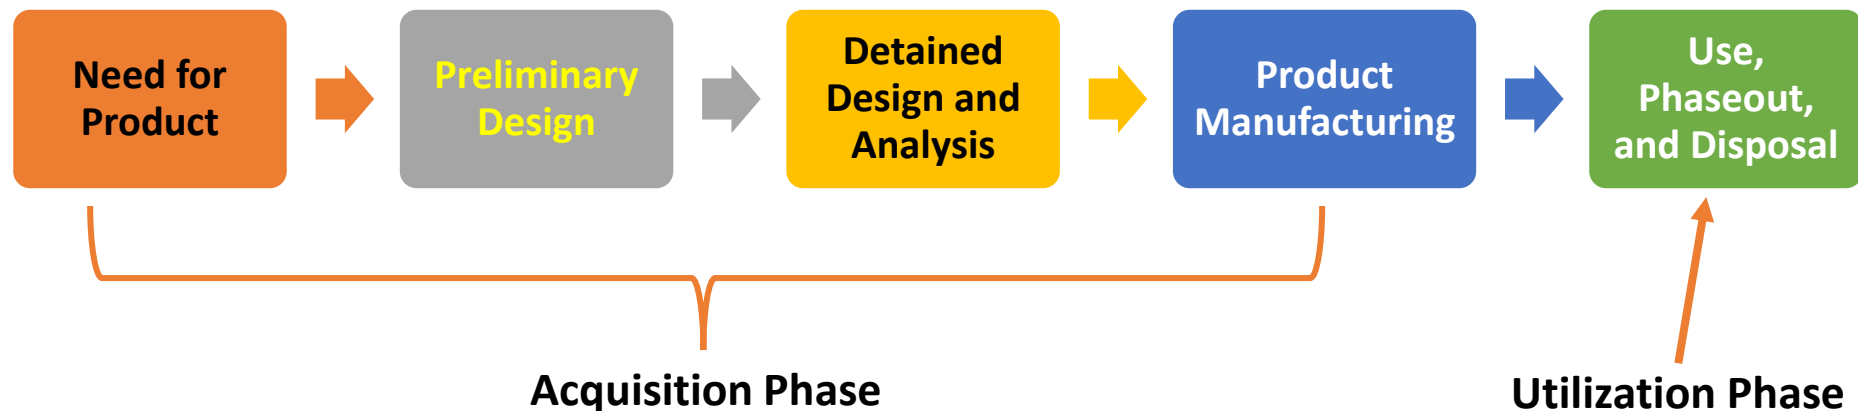 Need for
Product
Preliminary
Design
Detained
Design and
Analysis
Product
Manufacturing
Use,
Phaseout,
and Disposal
Acquisition Phase
Utilization Phase